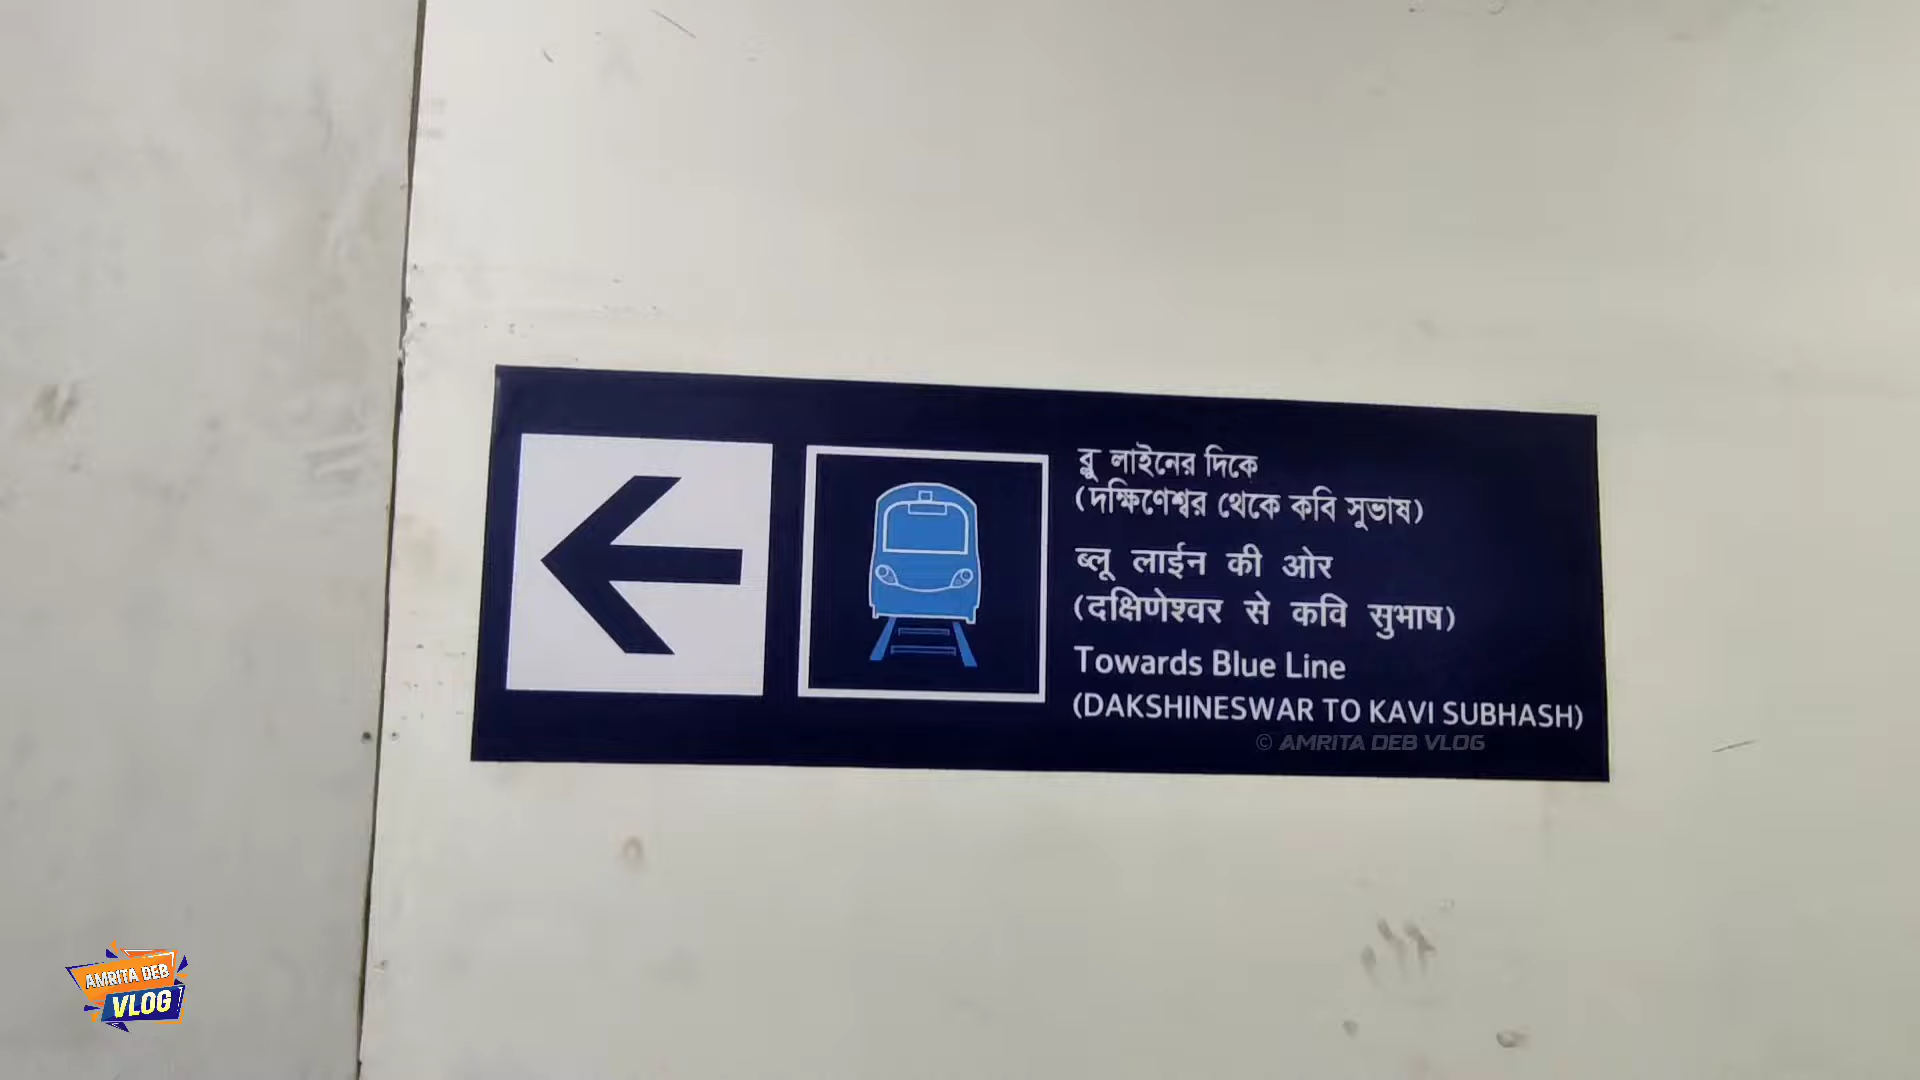 ব্লু লাইনের দিকে
(দক্ষিণেশ্বর থেকে কবি সুভাষ)
ब्लू लाईन की ओर
(दक्षिणेश्वर से कवि सुभाष)
Towards Blue Line
(DAKSHINESWAR TO KAVI SUBHASH)
© AMRITA DEB VLOG
AMRITA DEB
VLOG